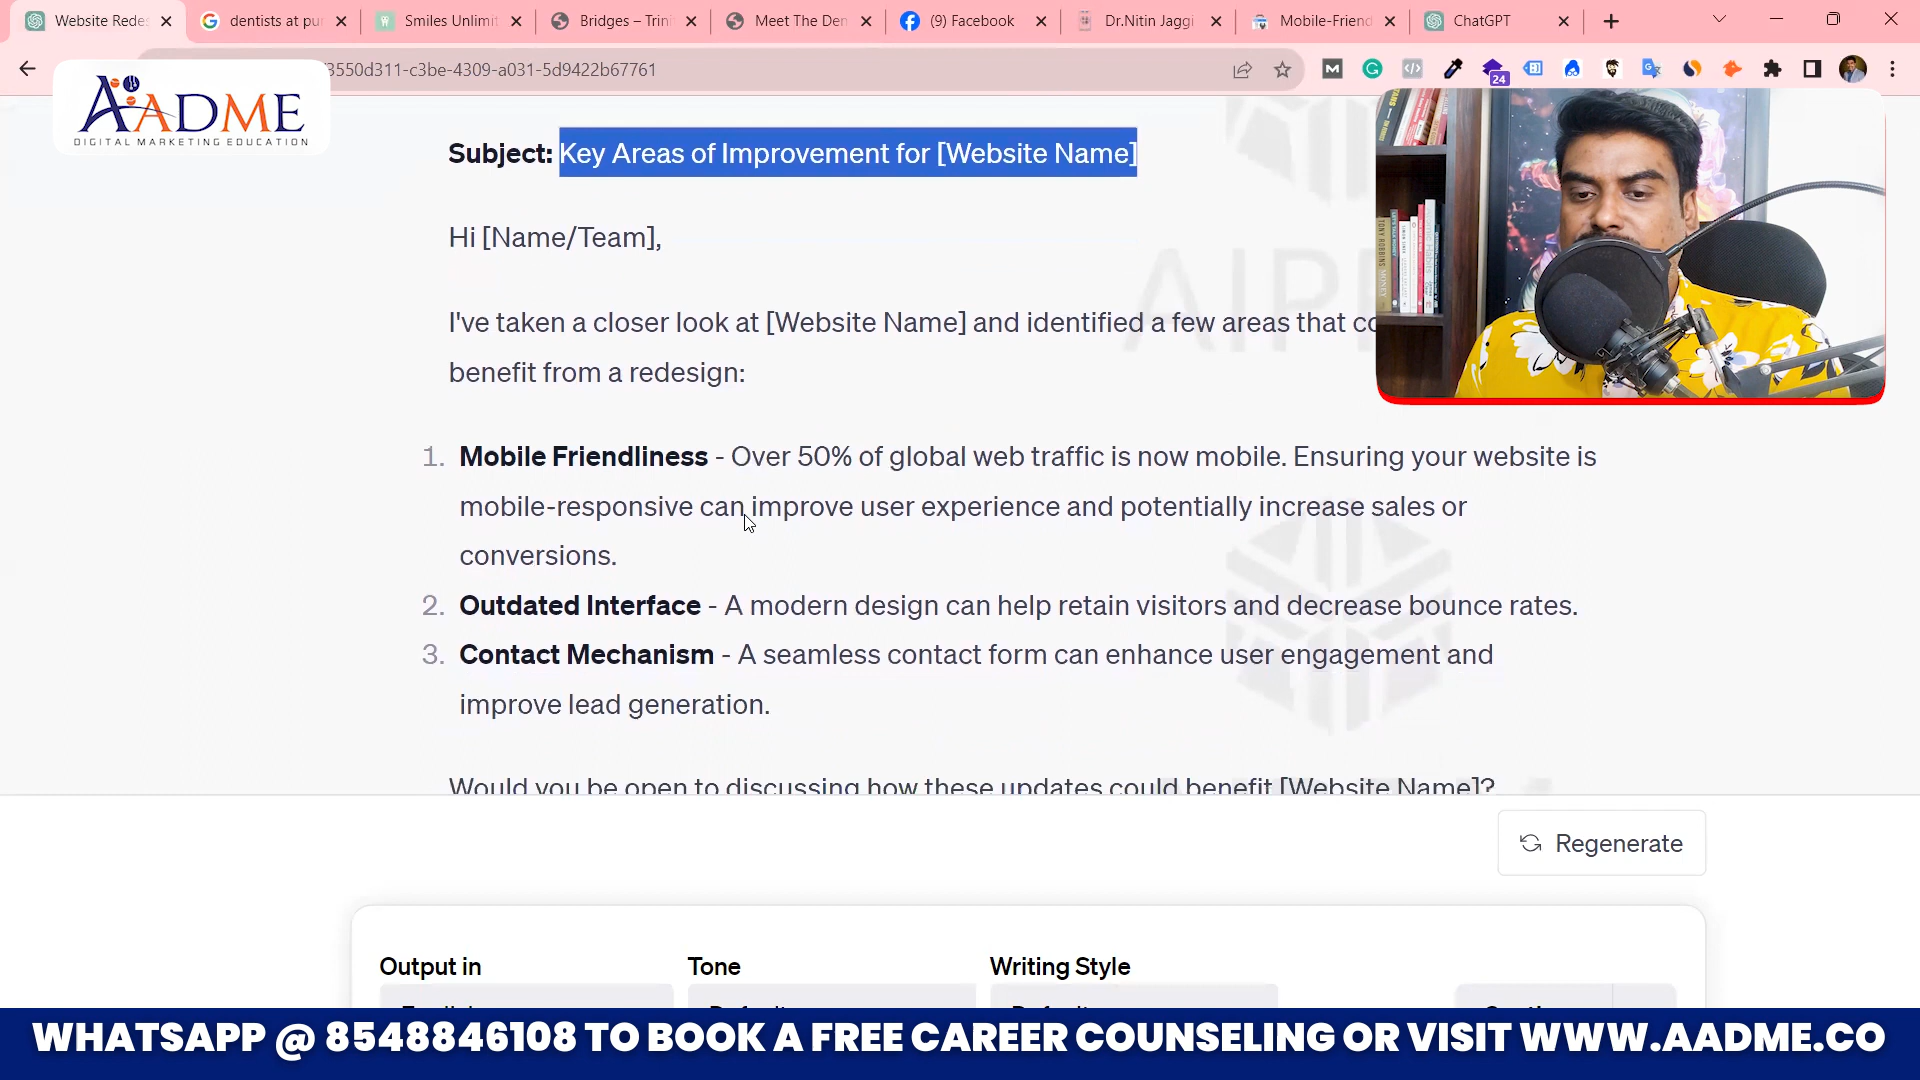 Website Redes
dentists at pu
Smiles Unlimit
Bridges – Trini
Meet The Den
(9) Facebook
Dr.Nitin Jaggi
Mobile-Friend
ChatGPT
3550d311-c3be-4309-a031-5d9422b67761
24
AADME
DIGITAL MARKETING EDUCATION
Subject: Key Areas of Improvement for [Website Name]
Hi [Name/Team],
I've taken a closer look at [Website Name] and identified a few areas that co
benefit from a redesign:
1. Mobile Friendliness - Over 50% of global web traffic is now mobile. Ensuring your website is
mobile-responsive can improve user experience and potentially increase sales or
conversions.
2. Outdated Interface - A modern design can help retain visitors and decrease bounce rates.
3. Contact Mechanism - A seamless contact form can enhance user engagement and
improve lead generation.
Would you be open to discussing how these updates could benefit [Website Name]?
Regenerate
Output in
Tone
Writing Style
WHATSAPP @ 8548846108 TO BOOK A FREE CAREER COUNSELING OR VISIT WWW.AADME.CO